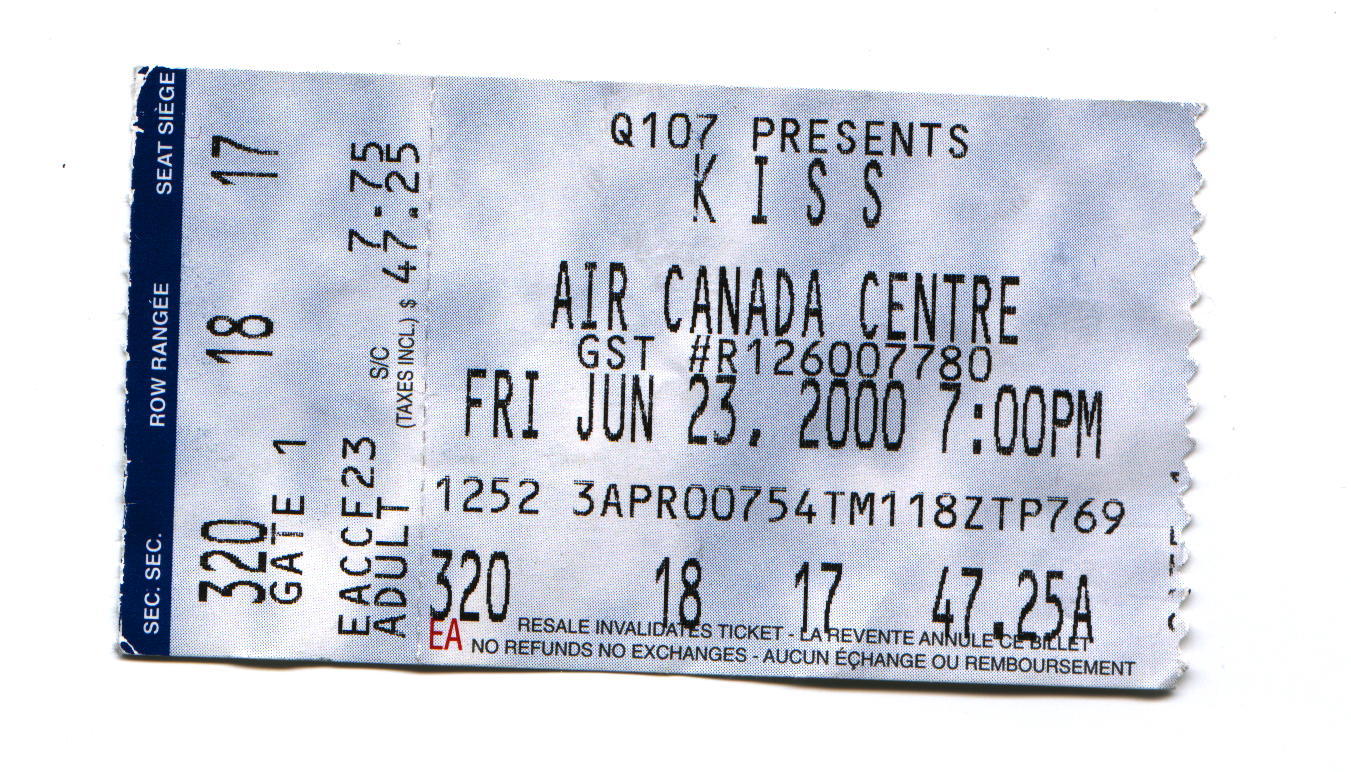 SEAT SIÈGE
ROW RANGÉE
SEC. SEC.
17
18
320
GATE 1
EACCF23
ADULT
S/C 7.75
(TAXES INCL.) $ 47.25
Q107 PRESENTS
K I S S
AIR CANADA CENTRE
GST #R126007780
FRI JUN 23, 2000 7:00PM
1252 3APR00754TM118ZTP769
320 18 17 47.25A
EA RESALE INVALIDATES TICKET - LA REVENTE ANNULE CE BILLET
NO REFUNDS NO EXCHANGES - AUCUN ÉCHANGE OU REMBOURSEMENT